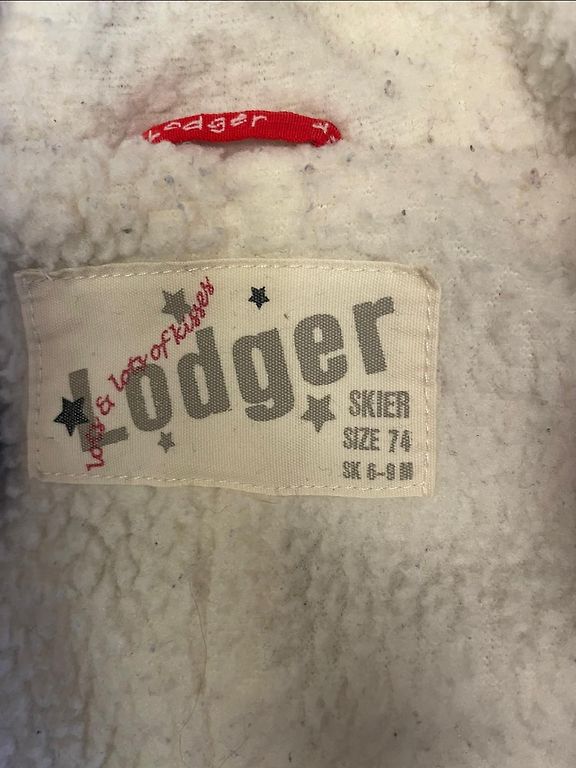 Lodger
lots & lots of kisses
Lodger
SKIER
SIZE 74
SK 6-9 M